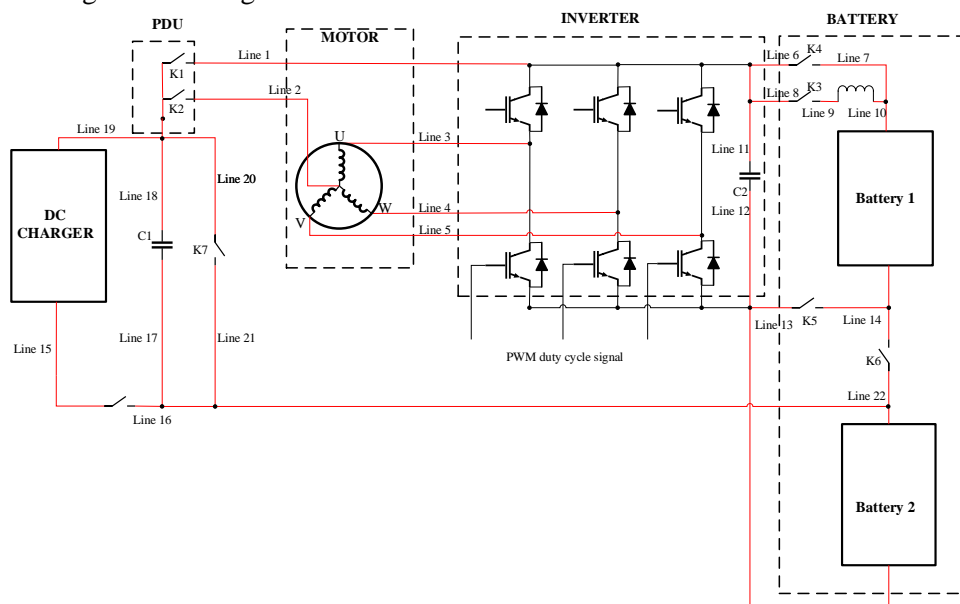 PDU
MOTOR
INVERTER
BATTERY
K1
Line 1
K2
Line 2
Line 6
K4
Line 7
Line 8
K3
Line 9
Line 10
Line 19
U
Line 3
Line 11
Line 18
Line 20
C2
DC
CHARGER
W
Line 4
Line 12
Battery 1
V
Line 5
C1
K7
Line 15
Line 17
Line 21
Line 13
K5
Line 14
PWM duty cycle signal
K6
Line 16
Line 22
Battery 2